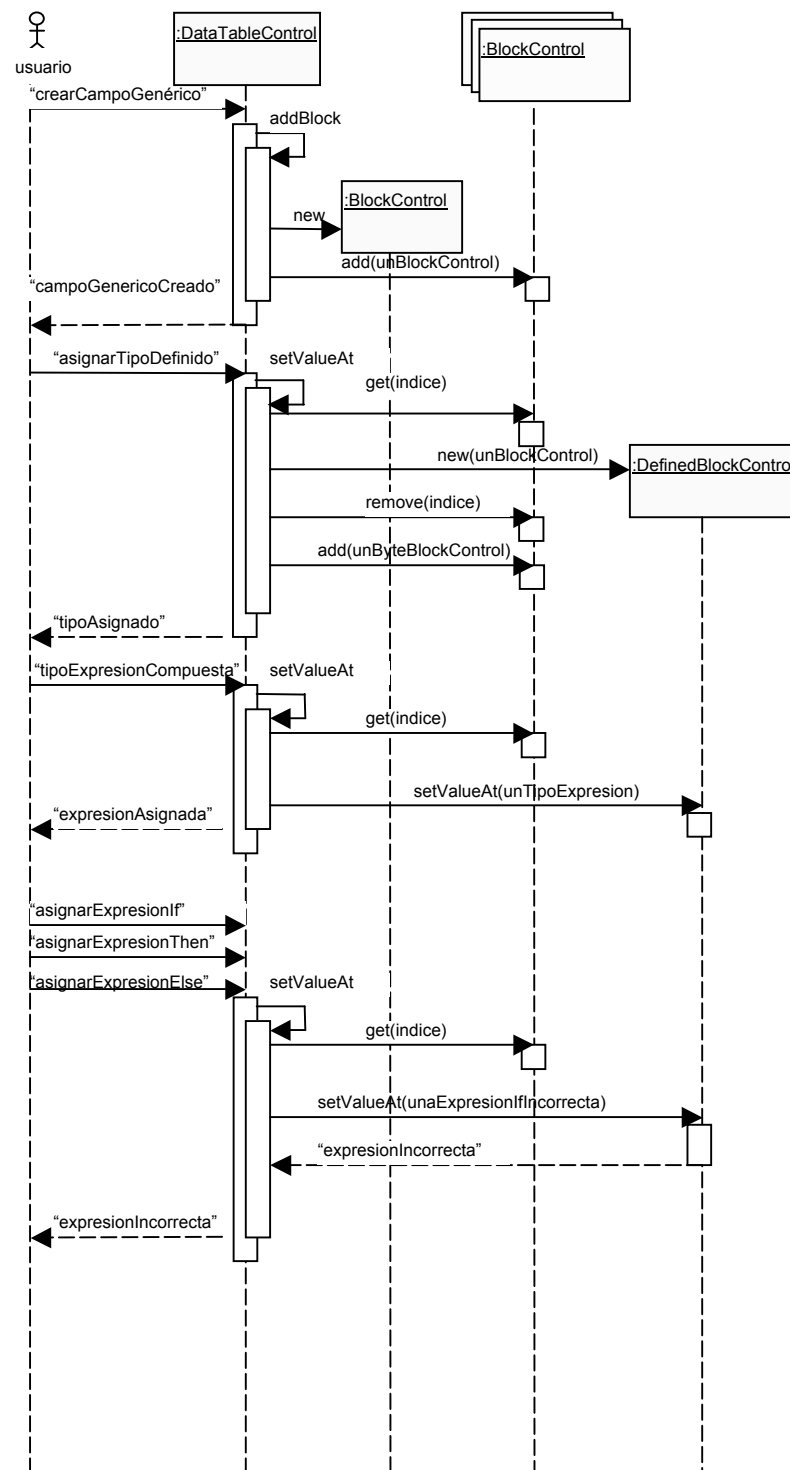 :DataTableControl
:BlockControl
usuario
“crearCampoGenérico”
addBlock
:BlockControl
new
add(unBlockControl)
“campoGenericoCreado”
“asignarTipoDefinido”
setValueAt
get(indice)
new(unBlockControl)
:DefinedBlockControl
remove(indice)
add(unByteBlockControl)
“tipoAsignado”
“tipoExpresionCompuesta”
setValueAt
get(indice)
setValueAt(unTipoExpresion)
“expresionAsignada”
“asignarExpresionIf”
“asignarExpresionThen”
“asignarExpresionElse”
setValueAt
get(indice)
setValueAt(unaExpresionIfIncorrecta)
“expresionIncorrecta”
“expresionIncorrecta”